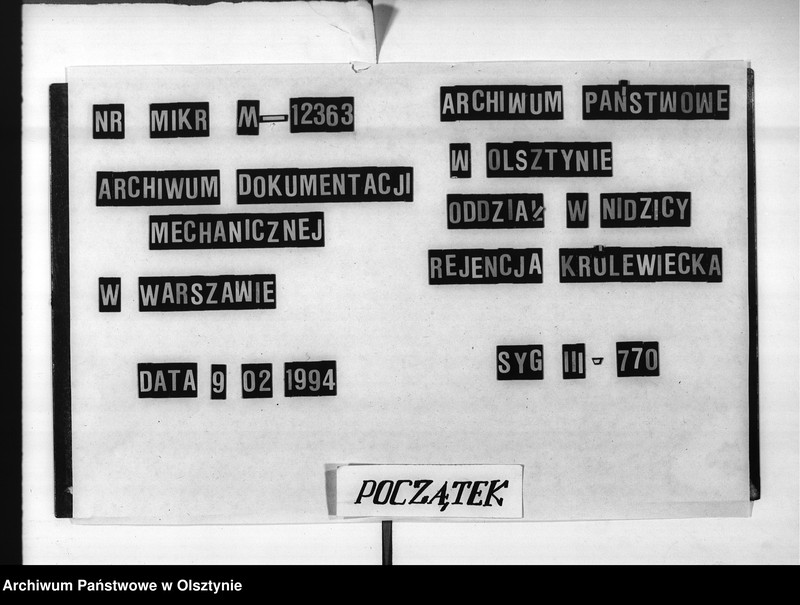 NR MIKR M-12363
ARCHIWUM DOKUMENTACJI
MECHANICZNEJ
W WARSZAWIE
DATA 9 02 1994
ARCHIWUM PAŃSTWOWE
W OLSZTYNIE
ODDZIAŁ W NIDZICY
REJENCJA KRÓLEWIECKA
SYG III - 770
POCZĄTEK
Archiwum Państwowe w Olsztynie